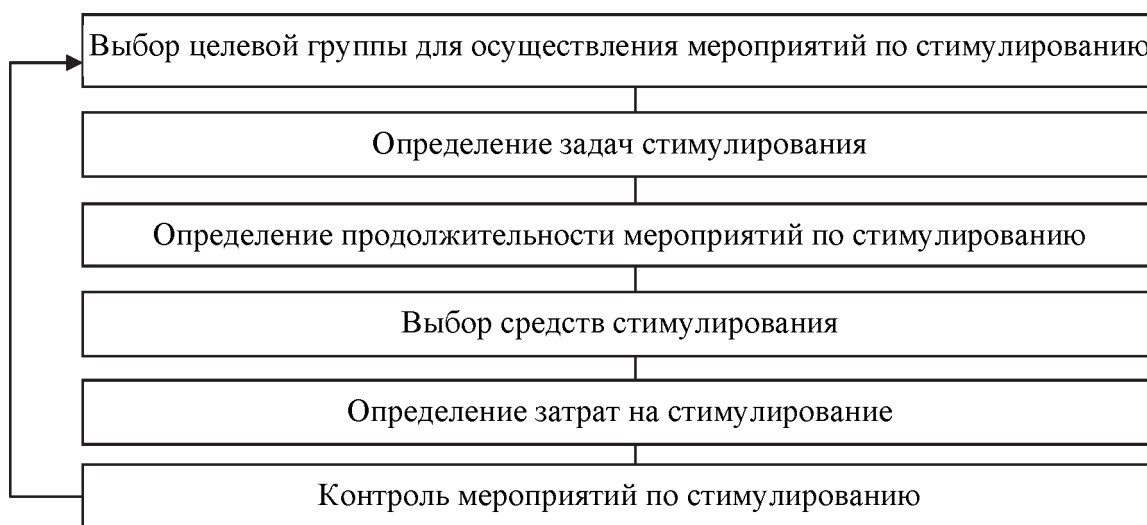 Выбор целевой группы для осуществления мероприятий по стимулированию
Определение задач стимулирования
Определение продолжительности мероприятий по стимулированию
Выбор средств стимулирования
Определение затрат на стимулирование
Контроль мероприятий по стимулированию